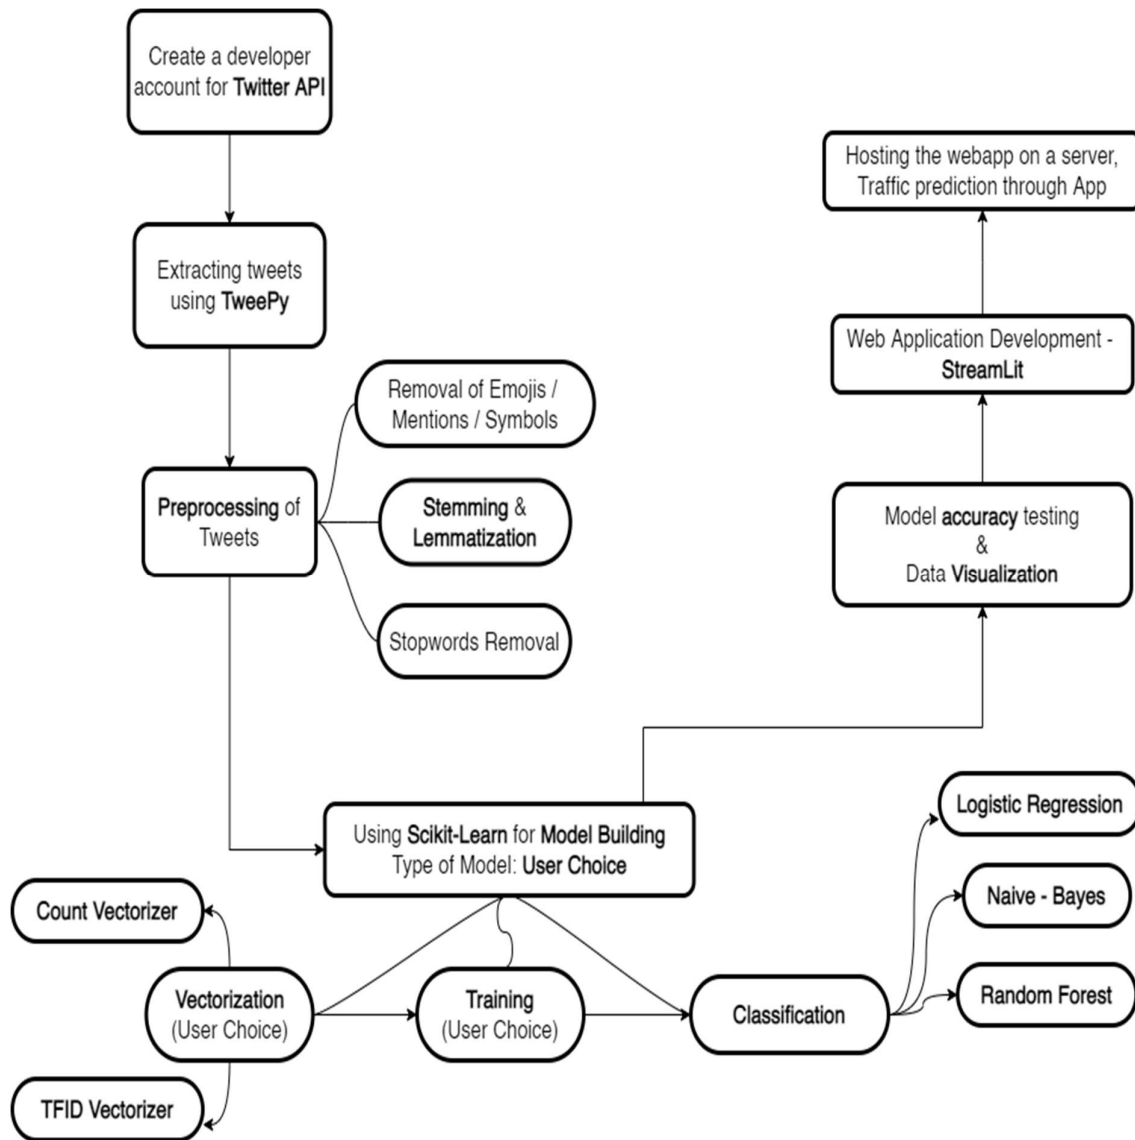 Create a developer
account for Twitter API
Extracting tweets
using TweePy
Removal of Emojis /
Mentions / Symbols
Preprocessing of
Tweets
Stemming &
Lemmatization
Stopwords Removal
Hosting the webapp on a server,
Traffic prediction through App
Web Application Development -
StreamLit
Model accuracy testing
&
Data Visualization
Using Scikit-Learn for Model Building
Type of Model: User Choice
Count Vectorizer
Vectorization
(User Choice)
TFID Vectorizer
Training
(User Choice)
Classification
Logistic Regression
Naive - Bayes
Random Forest